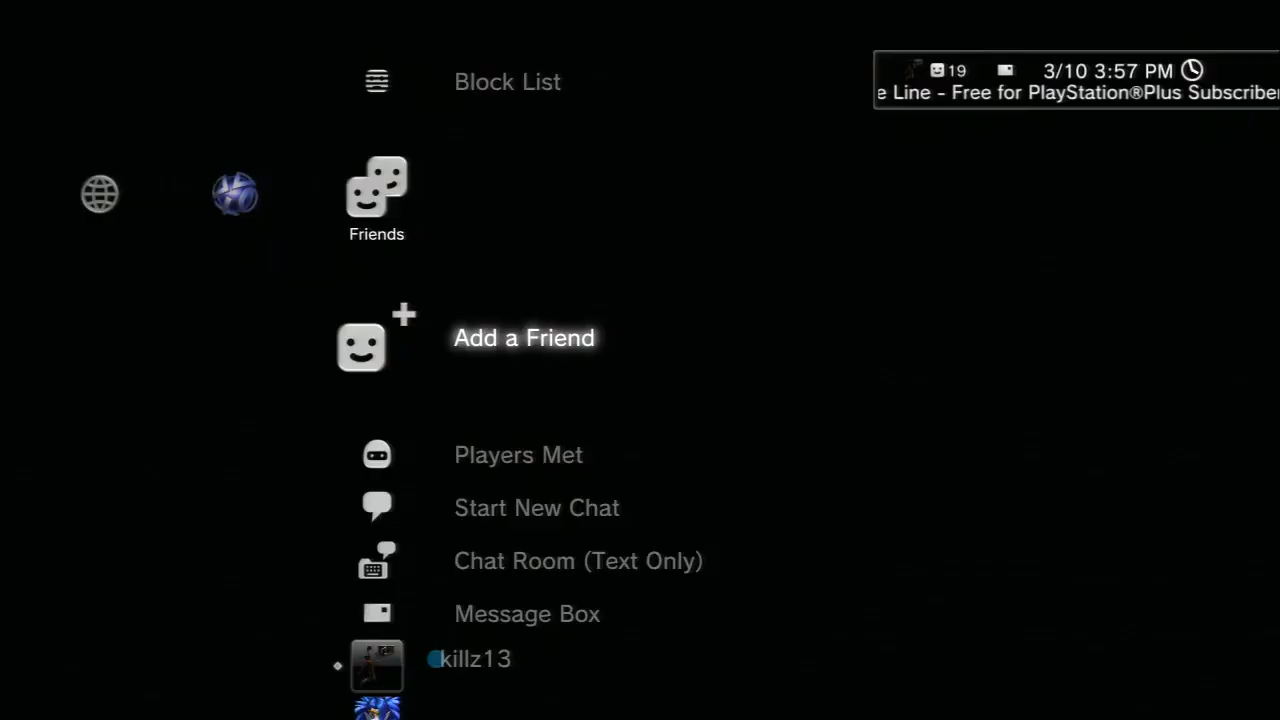 Block List
19 3/10 3:57 PM
e Line - Free for PlayStation®Plus Subscriber
Friends
Add a Friend
Players Met
Start New Chat
Chat Room (Text Only)
Message Box
killz13